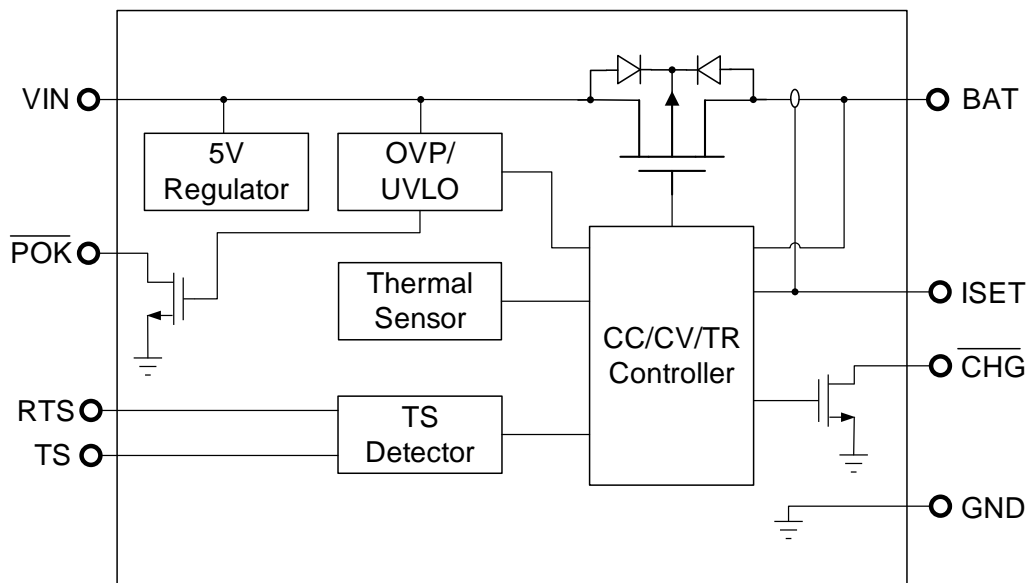 VIN
BAT
5V
Regulator
OVP/
UVLO
POK
Thermal
Sensor
CC/CV/TR
Controller
ISET
CHG
RTS
TS
TS
Detector
GND